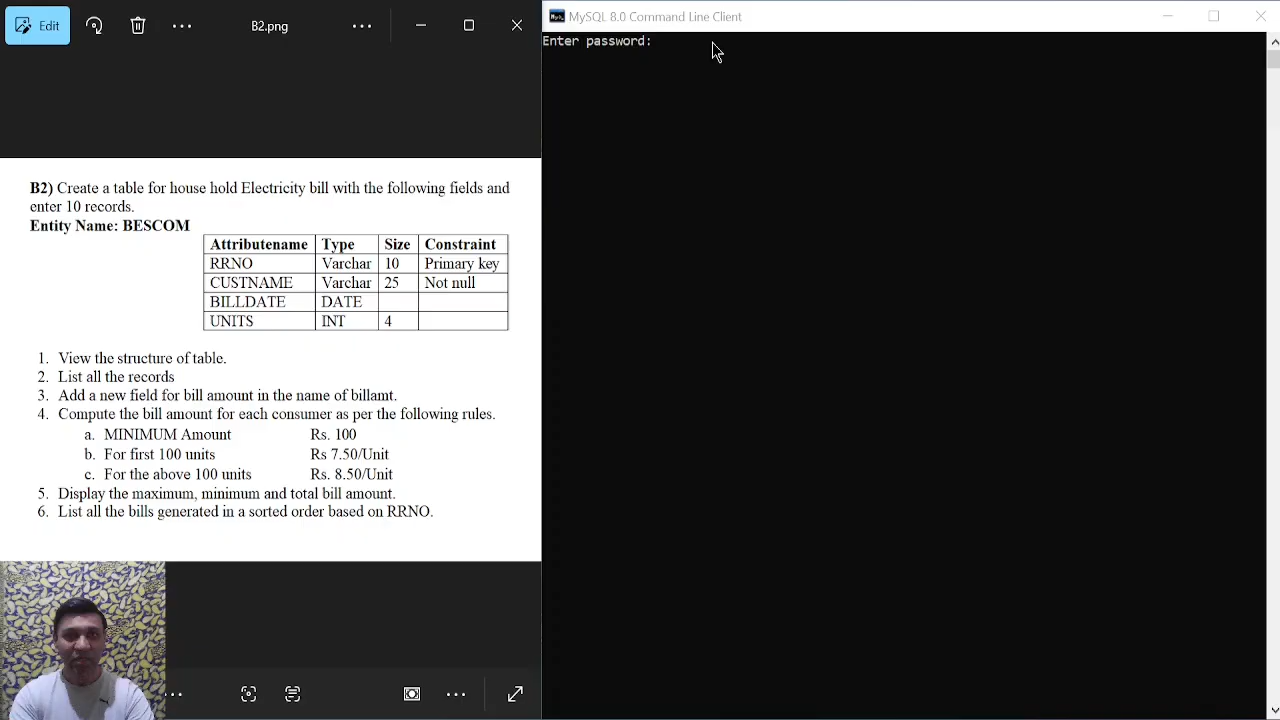 Edit
B2.png
MySQL 8.0 Command Line Client
Enter password:
B2) Create a table for house hold Electricity bill with the following fields and
enter 10 records.
Entity Name: BESCOM
Attributename Type Size Constraint
RRNO Varchar 10 Primary key
CUSTNAME Varchar 25 Not null
BILLDATE DATE
UNITS INT 4
1. View the structure of table.
2. List all the records
3. Add a new field for bill amount in the name of billamt.
4. Compute the bill amount for each consumer as per the following rules.
a. MINIMUM Amount Rs. 100
b. For first 100 units Rs 7.50/Unit
c. For the above 100 units Rs. 8.50/Unit
5. Display the maximum, minimum and total bill amount.
6. List all the bills generated in a sorted order based on RRNO.